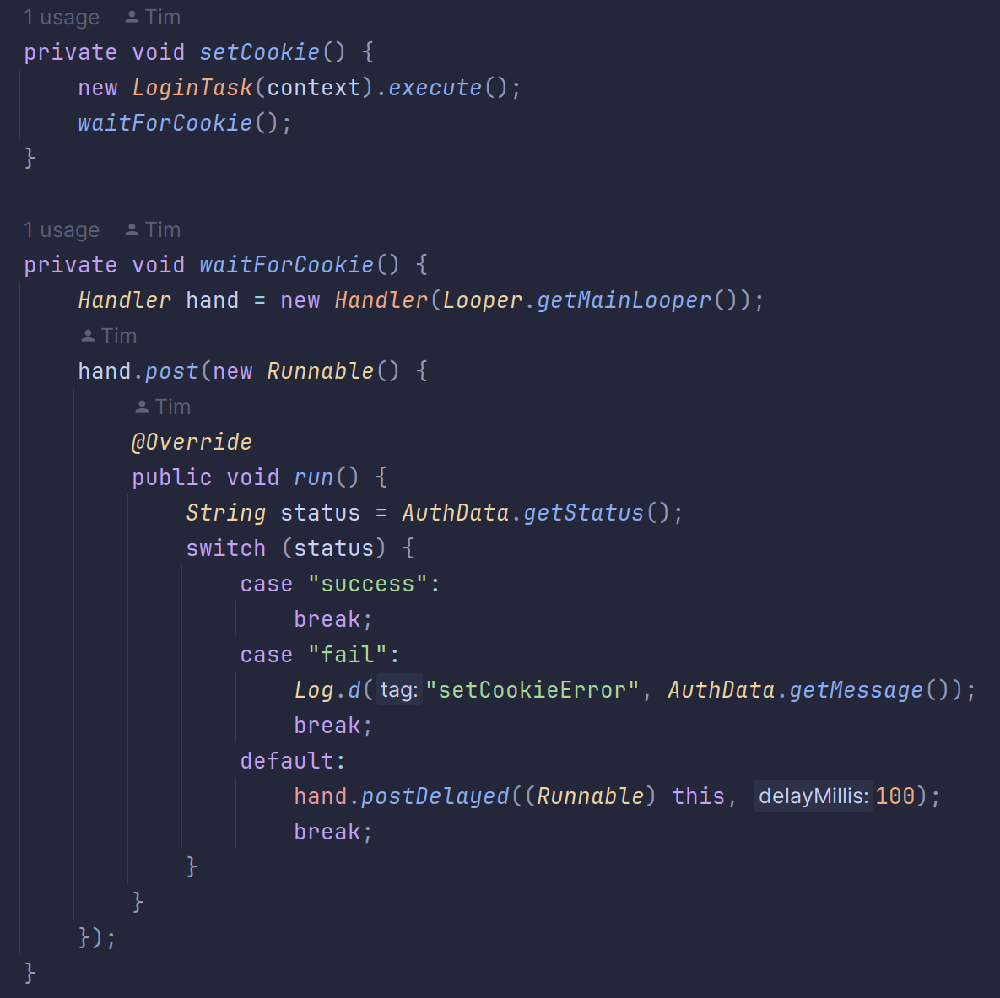 1 usage Tim
private void setCookie() {
new LoginTask(context).execute();
waitForCookie();
}
1 usage Tim
private void waitForCookie() {
Handler hand = new Handler(Looper.getMainLooper());
Tim
hand.post(new Runnable() {
Tim
@Override
public void run() {
String status = AuthData.getStatus();
switch (status) {
case "success":
break;
case "fail":
Log.d( tag: "setCookieError", AuthData.getMessage());
break;
default:
hand.postDelayed((Runnable) this, delayMillis: 100);
break;
}
}
});
}